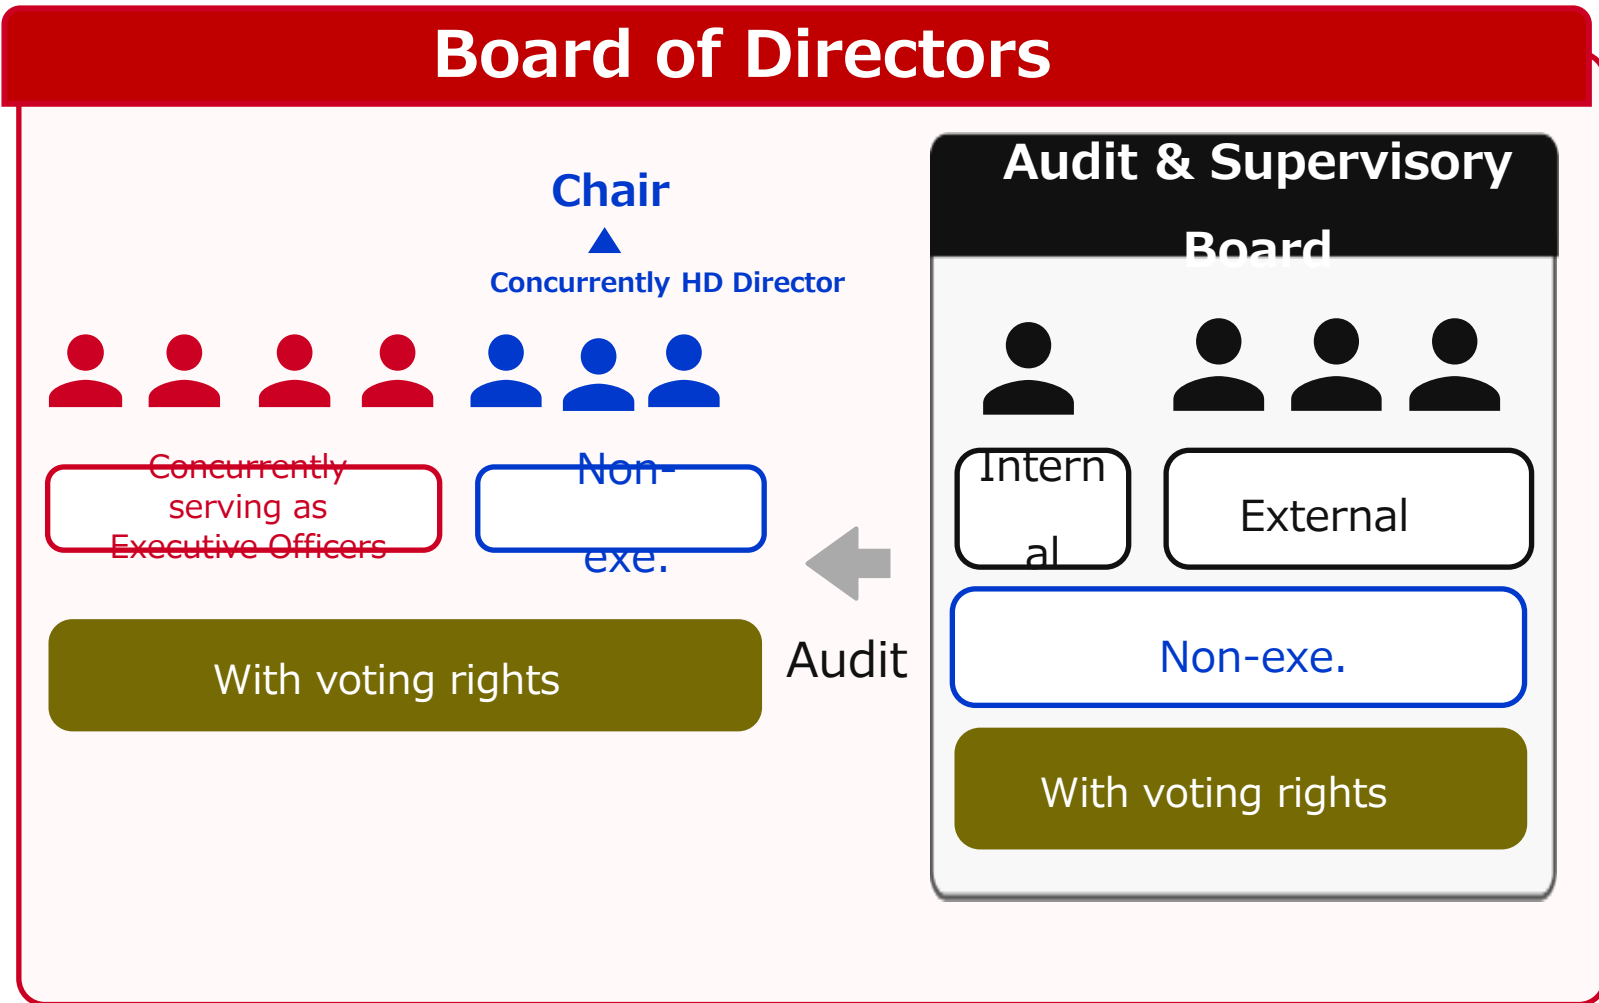 Board of Directors
Chair
Concurrently HD Director
Concurrently
serving as
Executive Officers
Non-
exe.
With voting rights
Audit
Audit & Supervisory
Board
Intern
al
External
Non-exe.
With voting rights